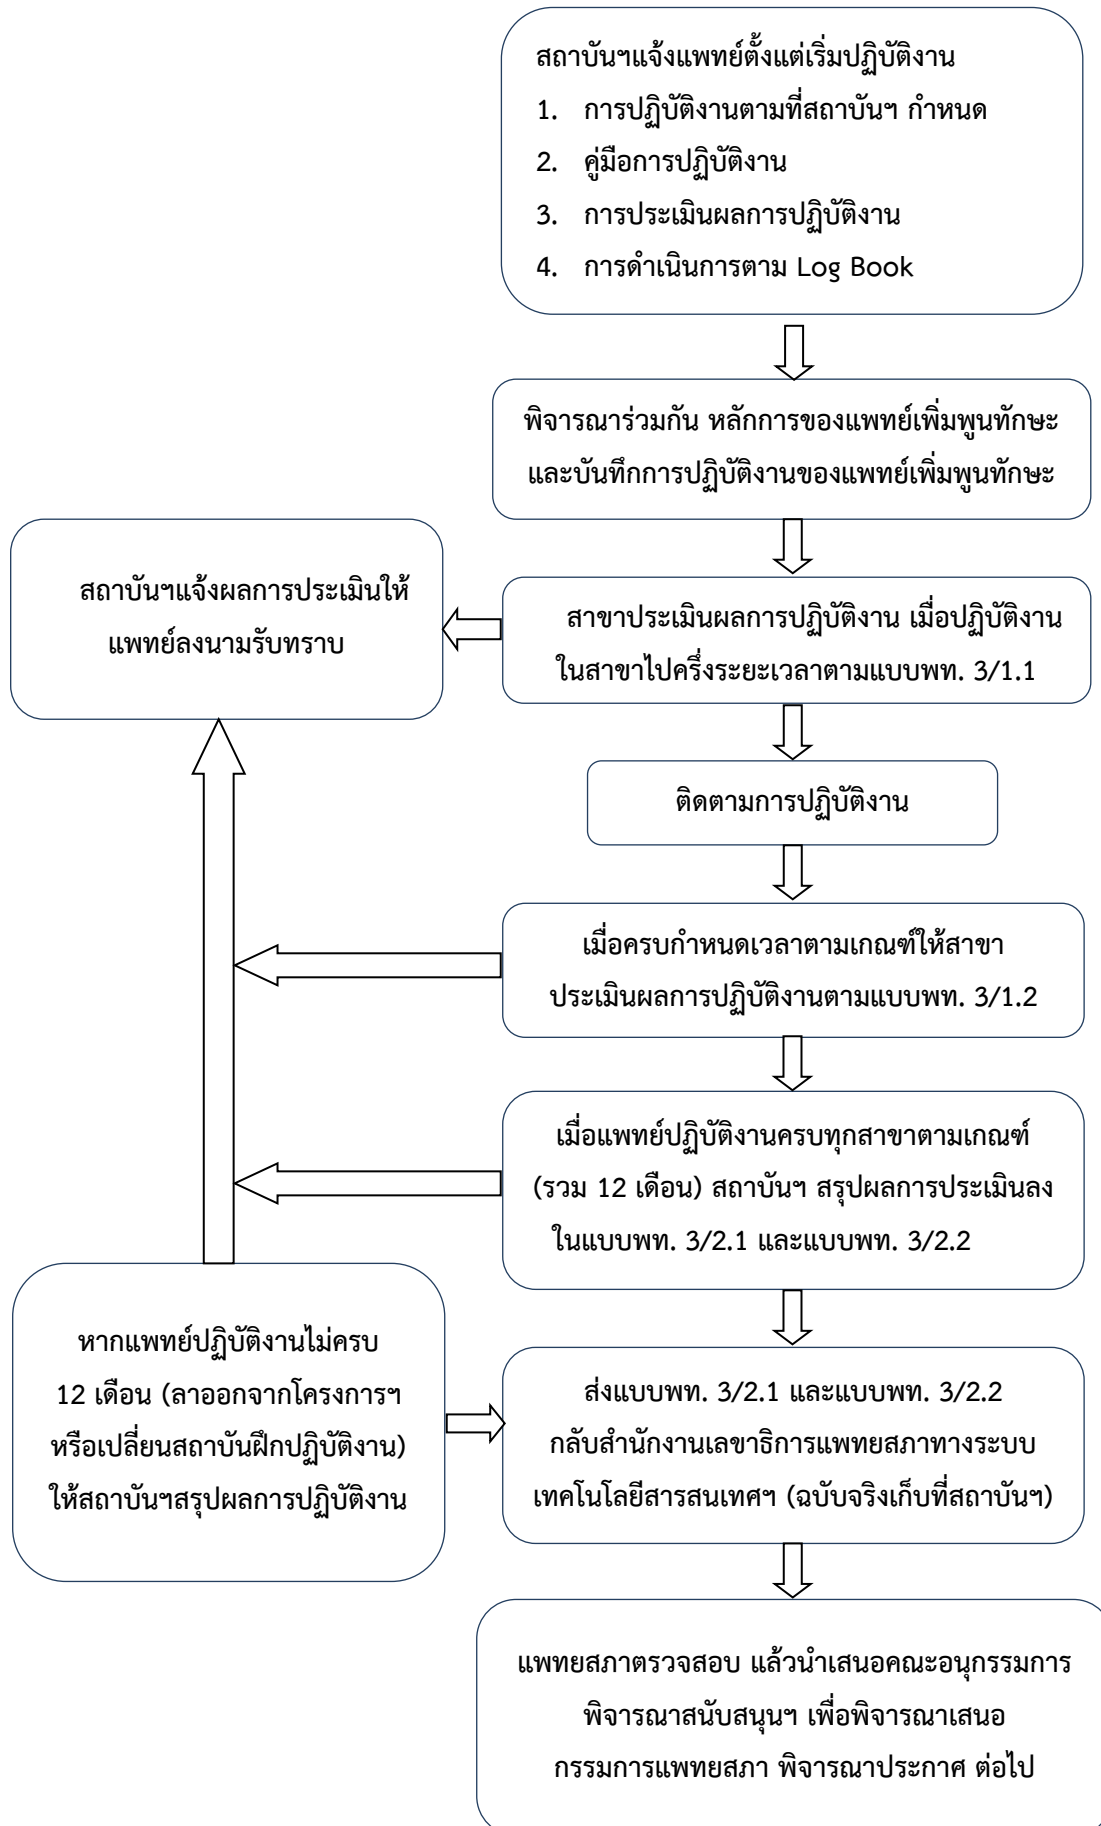 สถาบันฯแจ้งแพทย์ตั้งแต่เริ่มปฏิบัติงาน
1. การปฏิบัติงานตามที่สถาบันฯ กำหนด
2. คู่มือการปฏิบัติงาน
3. การประเมินผลการปฏิบัติงาน
4. การดำเนินการตาม Log Book
พิจารณาร่วมกัน หลักการของแพทย์เพิ่มพูนทักษะ
และบันทึกการปฏิบัติงานของแพทย์เพิ่มพูนทักษะ
สถาบันฯแจ้งผลการประเมินให้
แพทย์ลงนามรับทราบ
สาขาประเมินผลการปฏิบัติงาน เมื่อปฏิบัติงาน
ในสาขาไปครึ่งระยะเวลาตามแบบพท. 3/1.1
ติดตามการปฏิบัติงาน
เมื่อครบกำหนดเวลาตามเกณฑ์ให้สาขา
ประเมินผลการปฏิบัติงานตามแบบพท. 3/1.2
เมื่อแพทย์ปฏิบัติงานครบทุกสาขาตามเกณฑ์
(รวม 12 เดือน) สถาบันฯ สรุปผลการประเมินลง
ในแบบพท. 3/2.1 และแบบพท. 3/2.2
หากแพทย์ปฏิบัติงานไม่ครบ
12 เดือน (ลาออกจากโครงการฯ
หรือเปลี่ยนสถาบันฝึกปฏิบัติงาน)
ให้สถาบันฯสรุปผลการปฏิบัติงาน
ส่งแบบพท. 3/2.1 และแบบพท. 3/2.2
กลับสำนักงานเลขาธิการแพทยสภาทางระบบ
เทคโนโลยีสารสนเทศฯ (ฉบับจริงเก็บที่สถาบันฯ)
แพทยสภาตรวจสอบ แล้วนำเสนอคณะอนุกรรมการ
พิจารณาสนับสนุนฯ เพื่อพิจารณาเสนอ
กรรมการแพทยสภา พิจารณาประกาศ ต่อไป